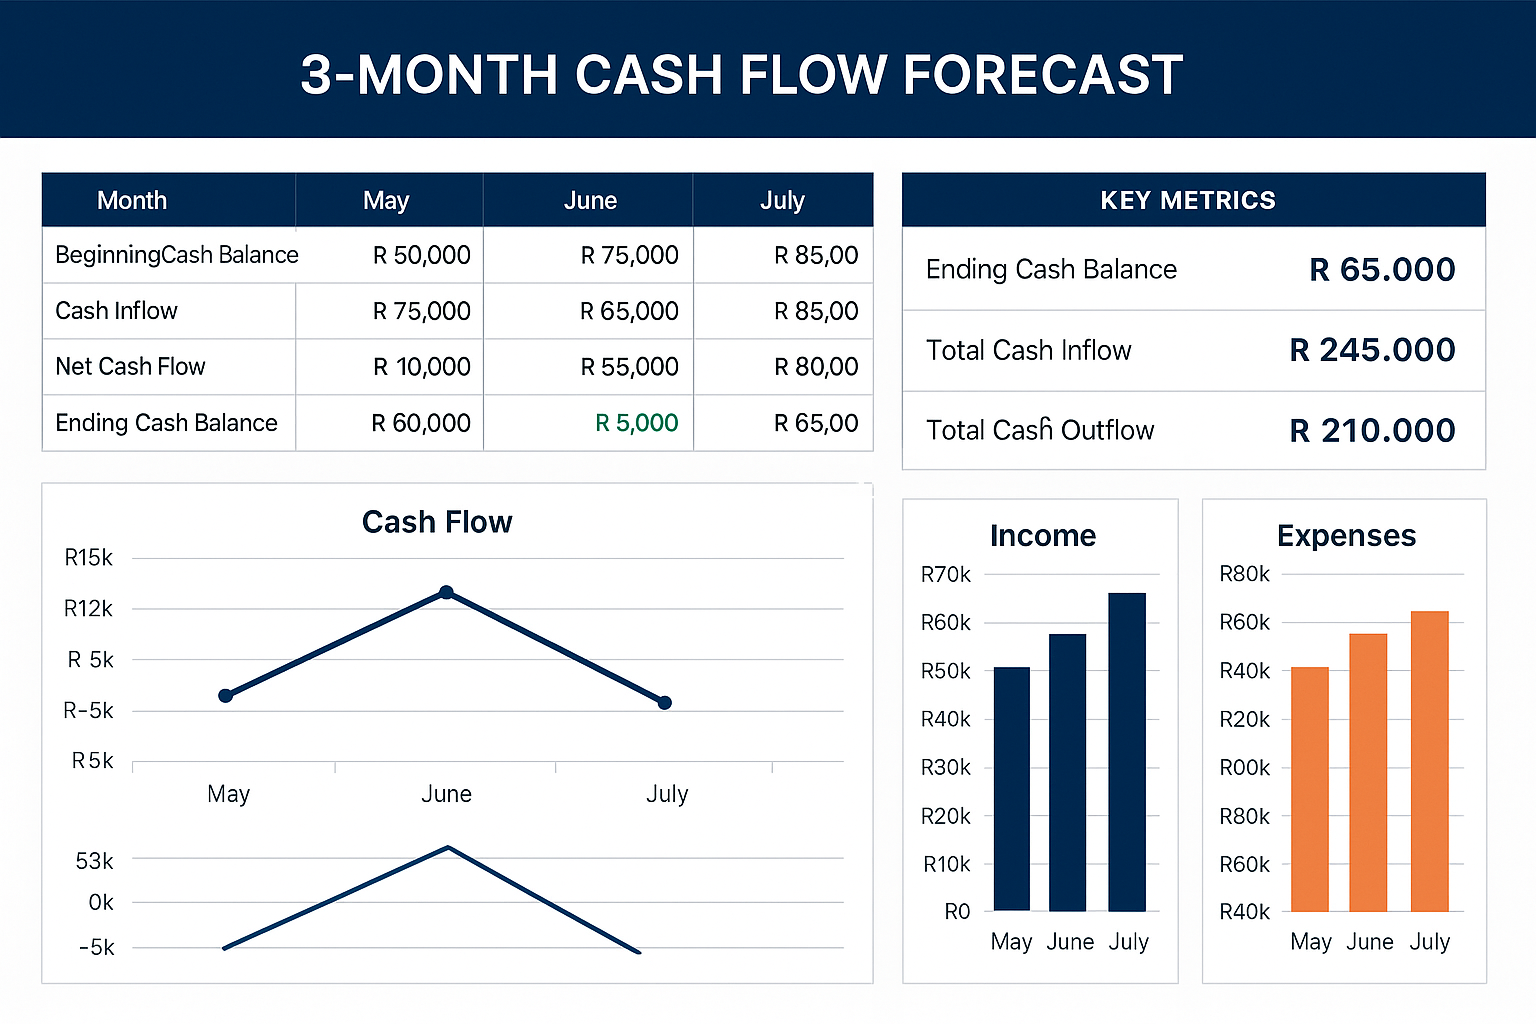 3-MONTH CASH FLOW FORECAST
Month May June July
BeginningCash Balance R 50,000 R 75,000 R 85,00
Cash Inflow R 75,000 R 65,000 R 85,00
Net Cash Flow R 10,000 R 55,000 R 80,00
Ending Cash Balance R 60,000 R 5,000 R 65,00
KEY METRICS
Ending Cash Balance R 65.000
Total Cash Inflow R 245.000
Total Cash Outflow R 210.000
Cash Flow
R15k
R12k
R 5k
R-5k
R5k
May June July
53k
0k
-5k
Income
R70k
R60k
R50k
R40k
R30k
R20k
R10k
R0
May June July
Expenses
R80k
R60k
R40k
R20k
R00k
R80k
R60k
R40k
May June July